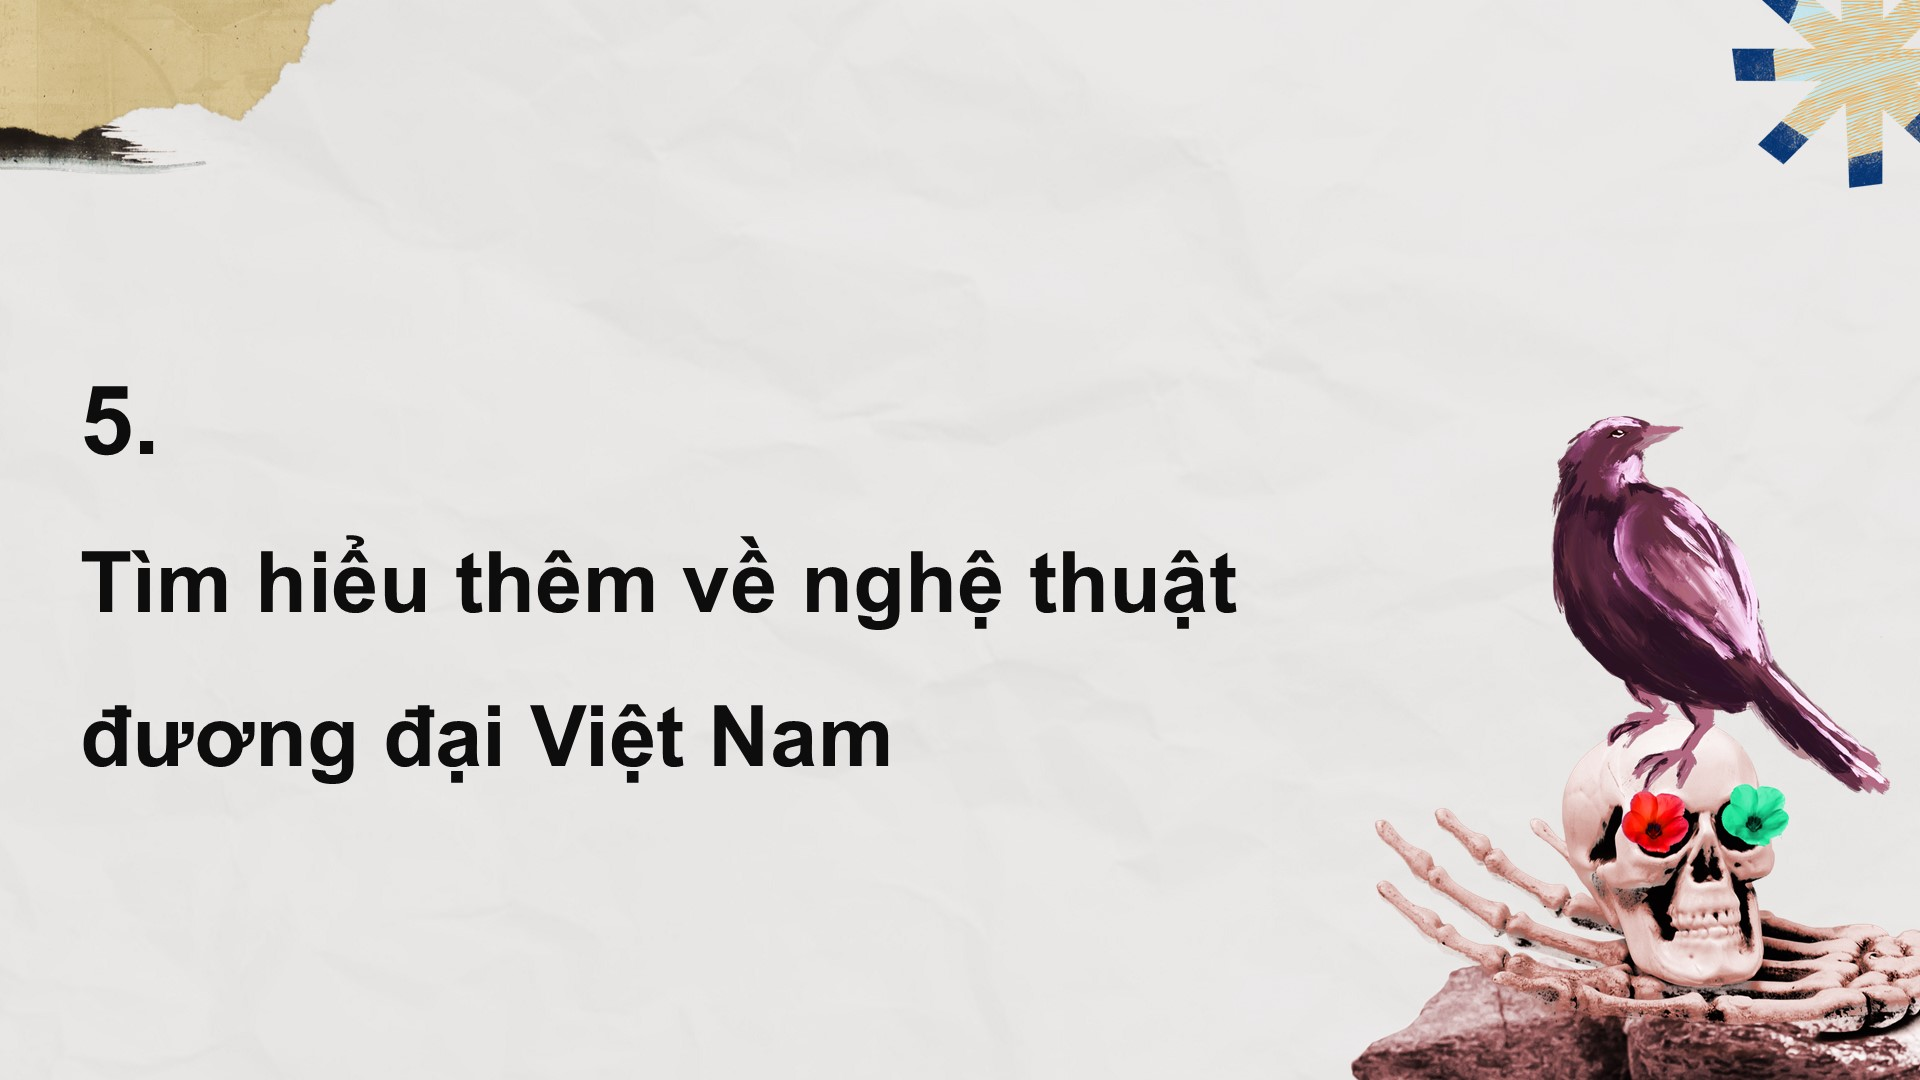 5.
Tìm hiểu thêm về nghệ thuật
đương đại Việt Nam